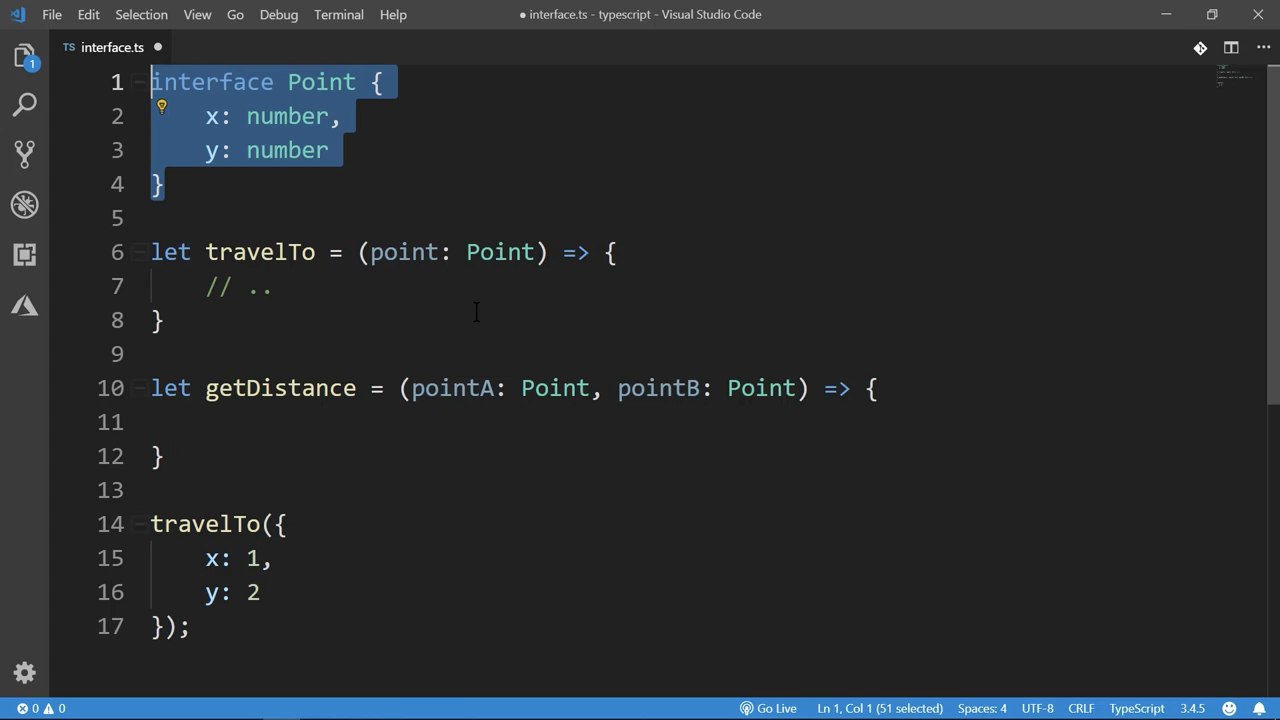 File Edit Selection View Go Debug Terminal Help ● interface.ts - typescript - Visual Studio Code
TS interface.ts ●
1
1 interface Point {
2 x: number,
3 y: number
4 }
5
6 let travelTo = (point: Point) => {
7 // ..
8 }
9
10 let getDistance = (pointA: Point, pointB: Point) => {
11
12 }
13
14 travelTo({
15 x: 1,
16 y: 2
17 });
0 0 Go Live Ln 1, Col 1 (51 selected) Spaces: 4 UTF-8 CRLF TypeScript 3.4.5